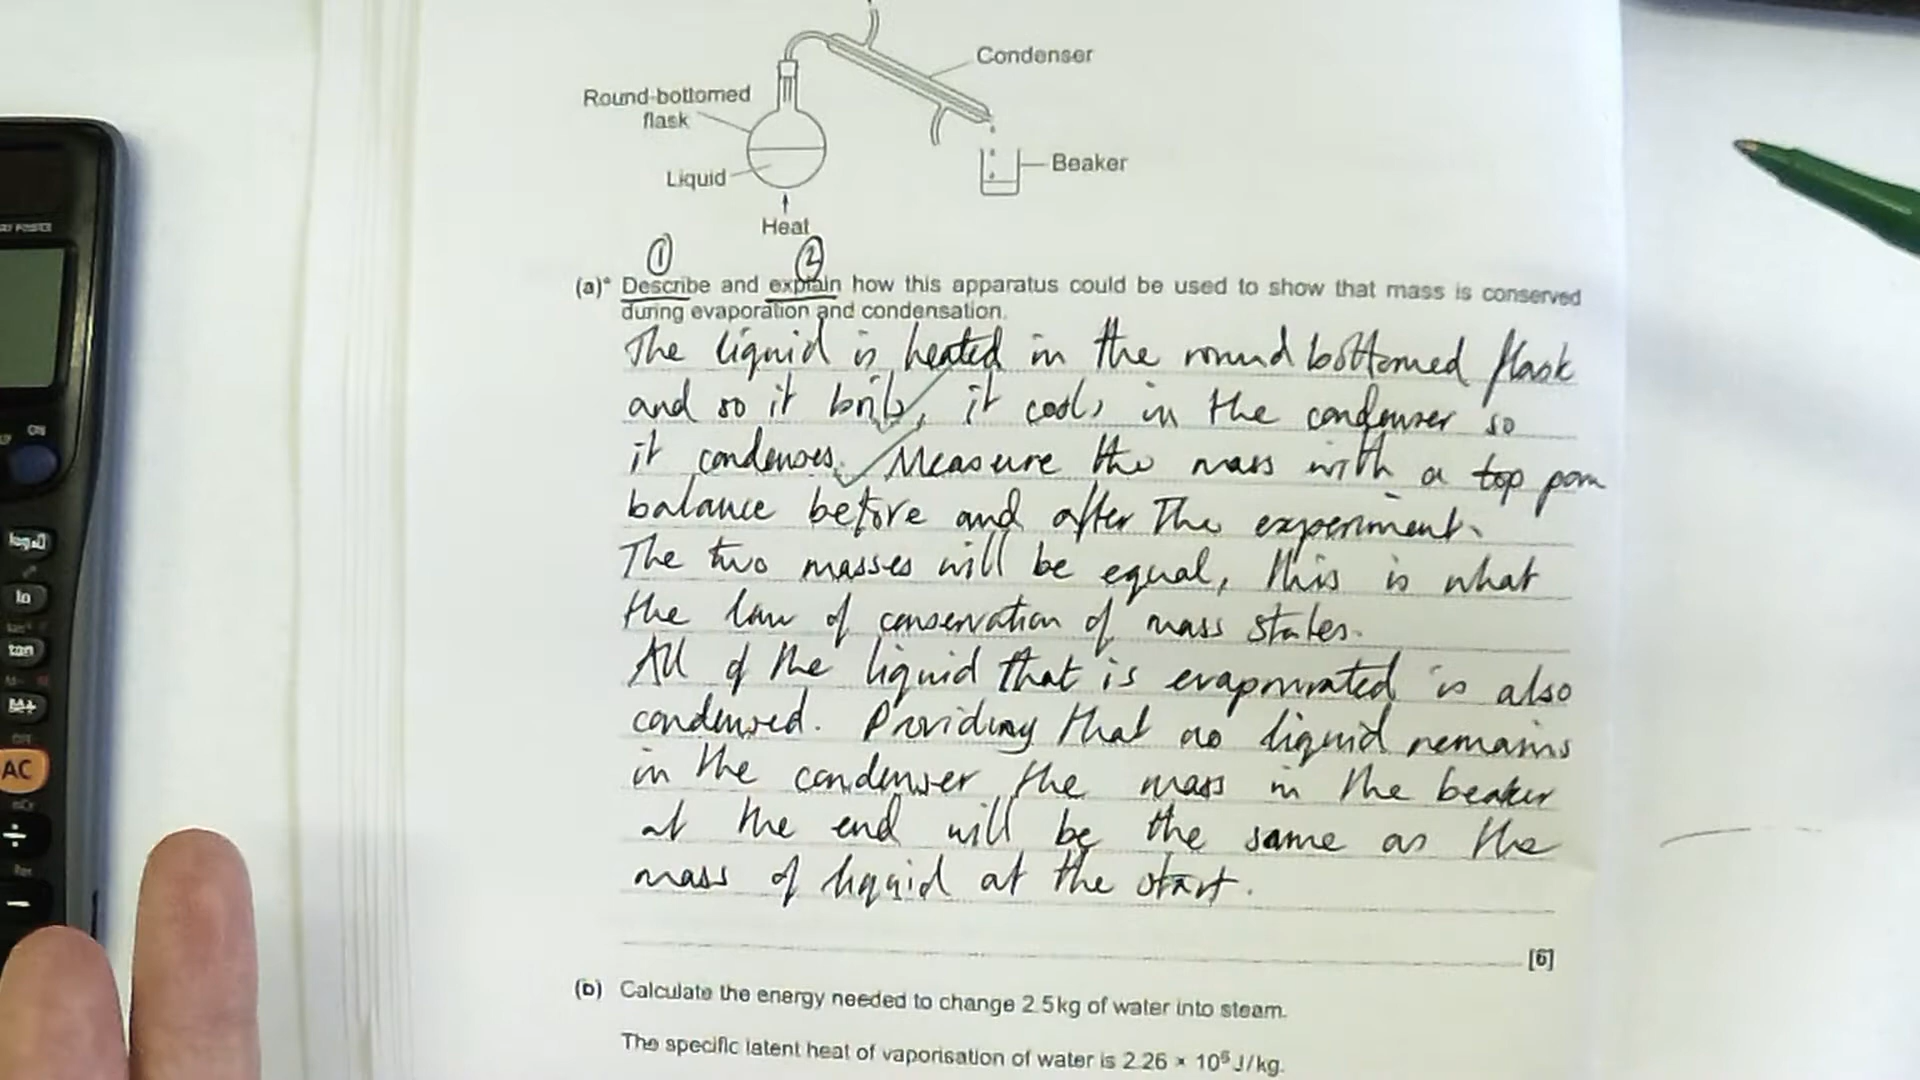 Condenser
Round-bottomed
flask
Beaker
Liquid
Heat
1 2
(a)* Describe and explain how this apparatus could be used to show that mass is conserved
during evaporation and condensation.
The liquid is heated in the round bottomed flask
and so it boils, it cools in the condenser so
it condenses. Measure the mass with a top pan
balance before and after the experiment.
The two masses will be equal, this is what
the law of conservation of mass states.
All of the liquid that is evaporated is also
condensed. Providing that no liquid remains
in the condenser the mass in the beaker
at the end will be the same as the
mass of liquid at the start.
[6]
(b) Calculate the energy needed to change 2.5kg of water into steam.
The specific latent heat of vaporisation of water is 2.26 × 10⁶ J/kg.
ON
log
ln
tan
M+
AC
÷
−